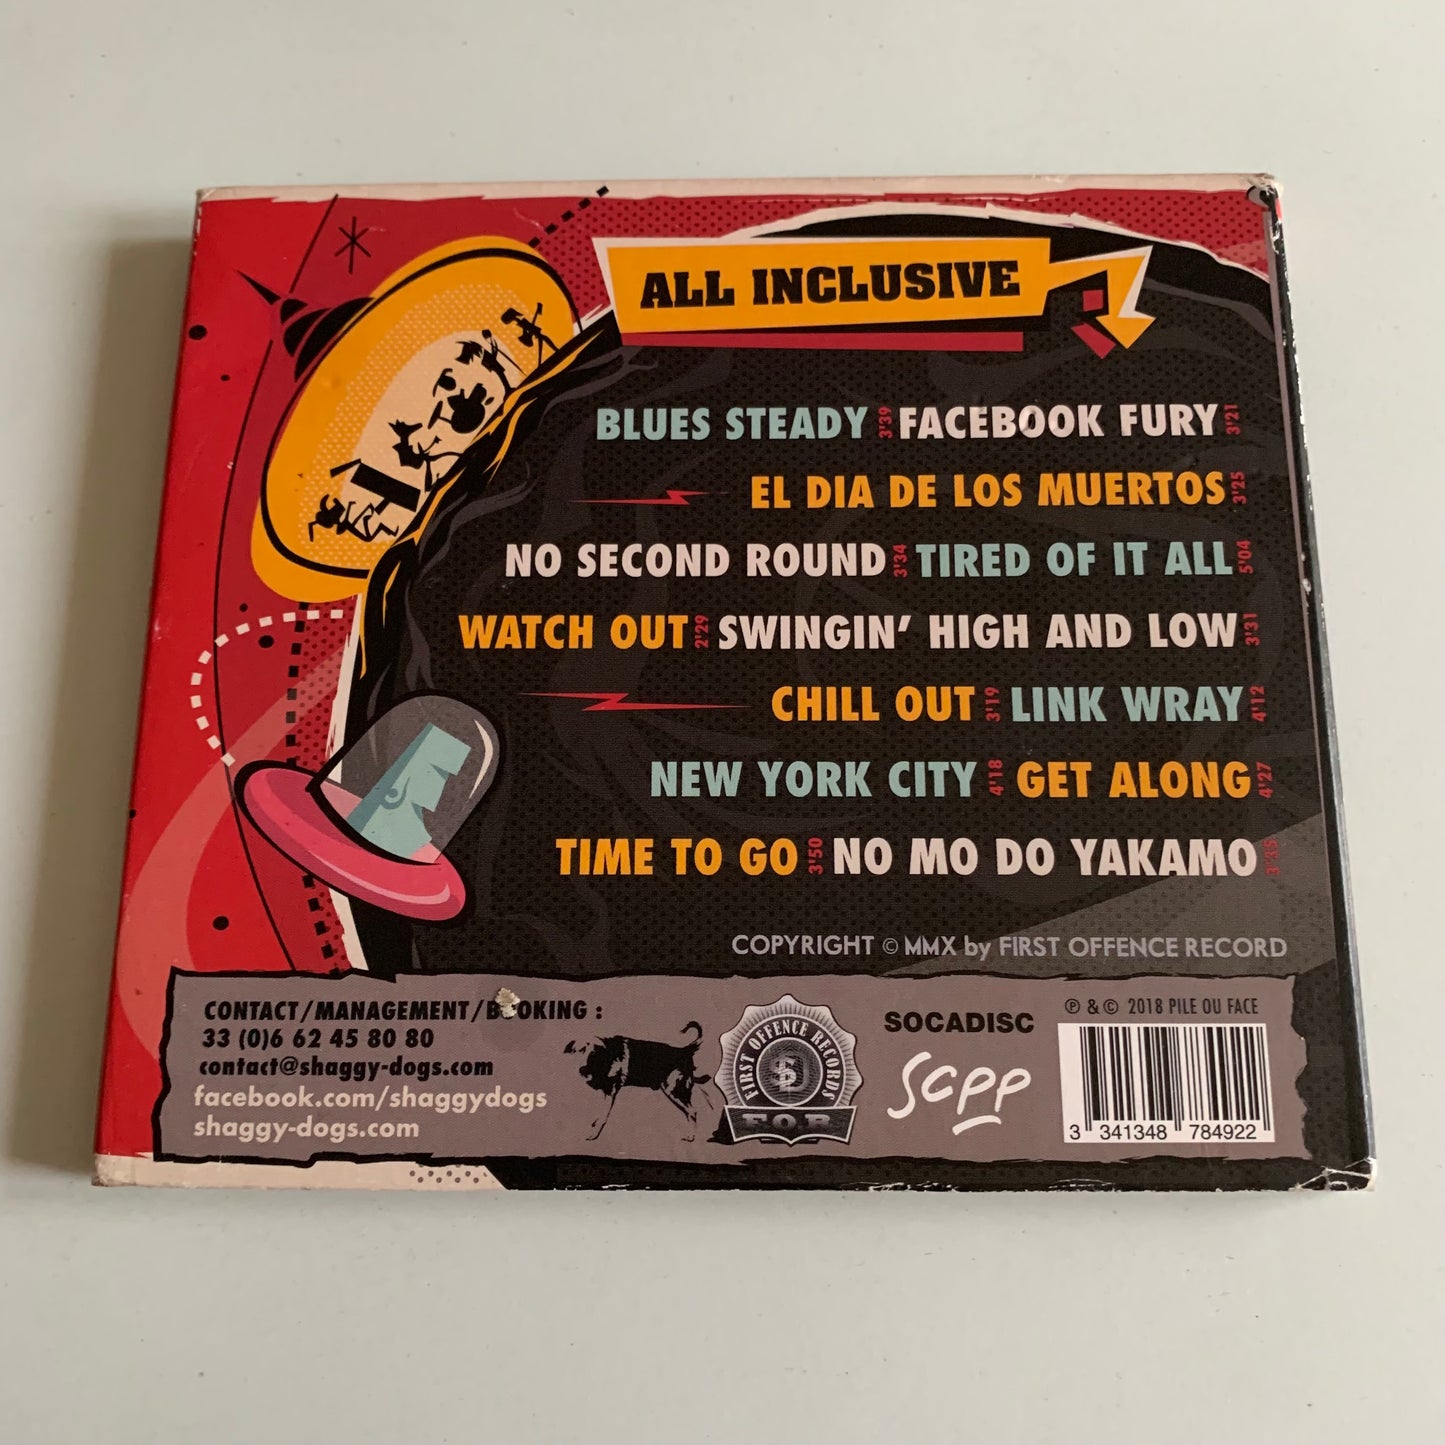 ALL INCLUSIVE
BLUES STEADY 3'39 FACEBOOK FURY 3'21
EL DIA DE LOS MUERTOS 3'25
NO SECOND ROUND 3'34 TIRED OF IT ALL 5'04
WATCH OUT 2'29 SWINGIN' HIGH AND LOW 3'31
CHILL OUT 3'19 LINK WRAY 4'12
NEW YORK CITY 4'18 GET ALONG 4'27
TIME TO GO 3'50 NO MO DO YAKAMO 3'35
COPYRIGHT © MMX by FIRST OFFENCE RECORD
CONTACT/MANAGEMENT/BOOKING :
33 (0)6 62 45 80 80
contact@shaggy-dogs.com
facebook.com/shaggydogs
shaggy-dogs.com
FIRST OFFENCE RECORDS
F.O.R
SOCADISC
SCPP
℗ & © 2018 PILE OU FACE
3 341348 784922